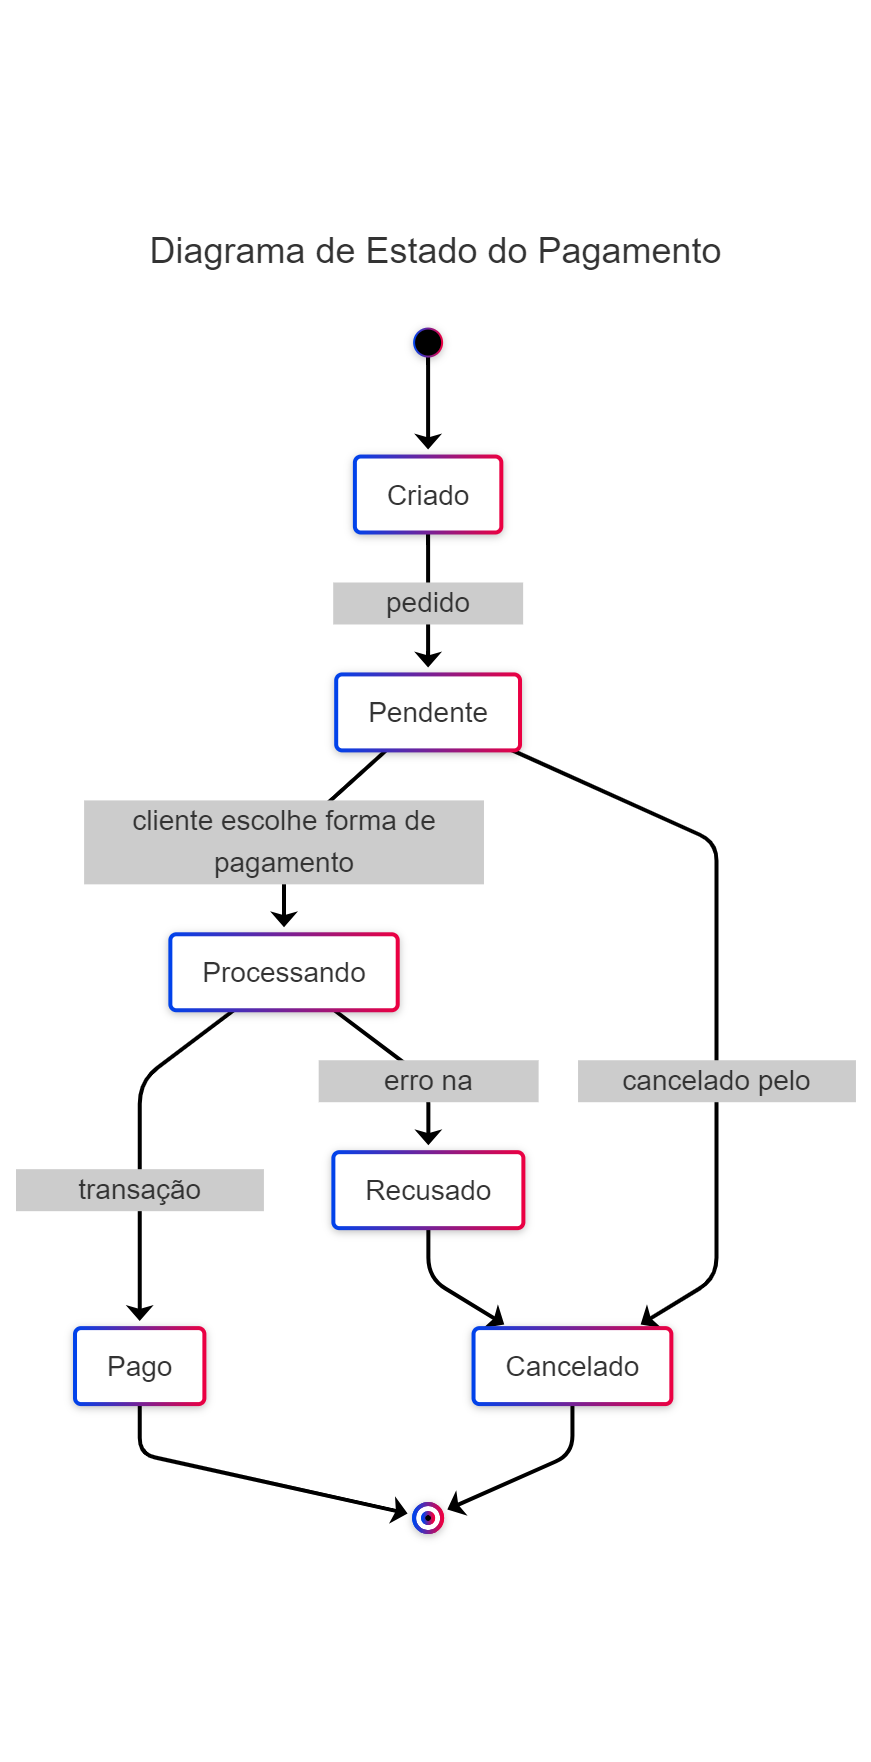 Diagrama de Estado do Pagamento
Criado
pedido
Pendente
cliente escolhe forma de
pagamento
Processando
erro na
cancelado pelo
transação
Recusado
Pago
Cancelado